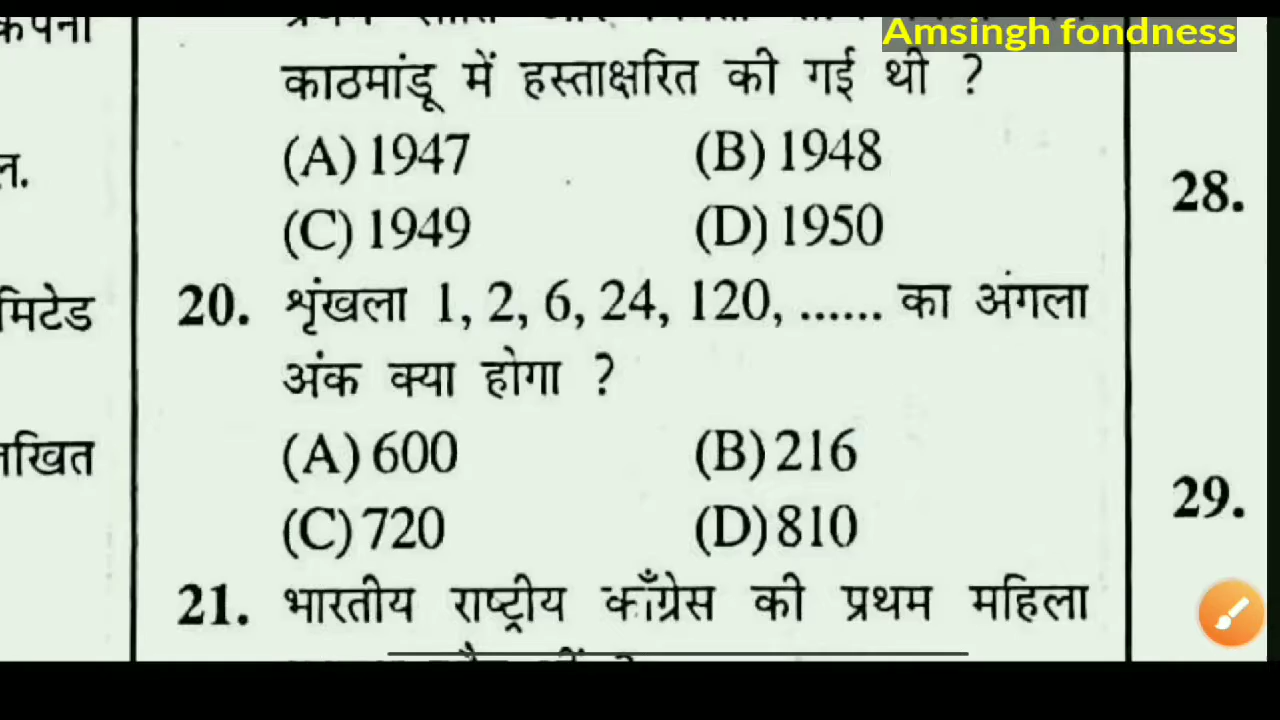 Amsingh fondness
कंपनी
काठमांडू में हस्ताक्षरित की गई थी ?
(A) 1947 (B) 1948
न.
28.
(C) 1949 (D) 1950
मिटेड
20. शृंखला 1, 2, 6, 24, 120, ...... का अंगला
अंक क्या होगा ?
(A) 600 (B) 216
खित
29.
(C) 720 (D) 810
21. भारतीय राष्ट्रीय काँग्रेस की प्रथम महिला